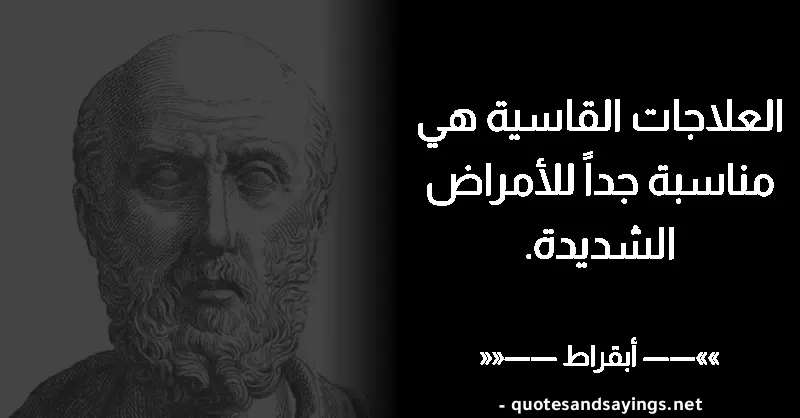 العلاجات القاسية هي
مناسبة جداً للأمراض
الشديدة.
»»—— أبقراط ——««
- quotesandsayings.net